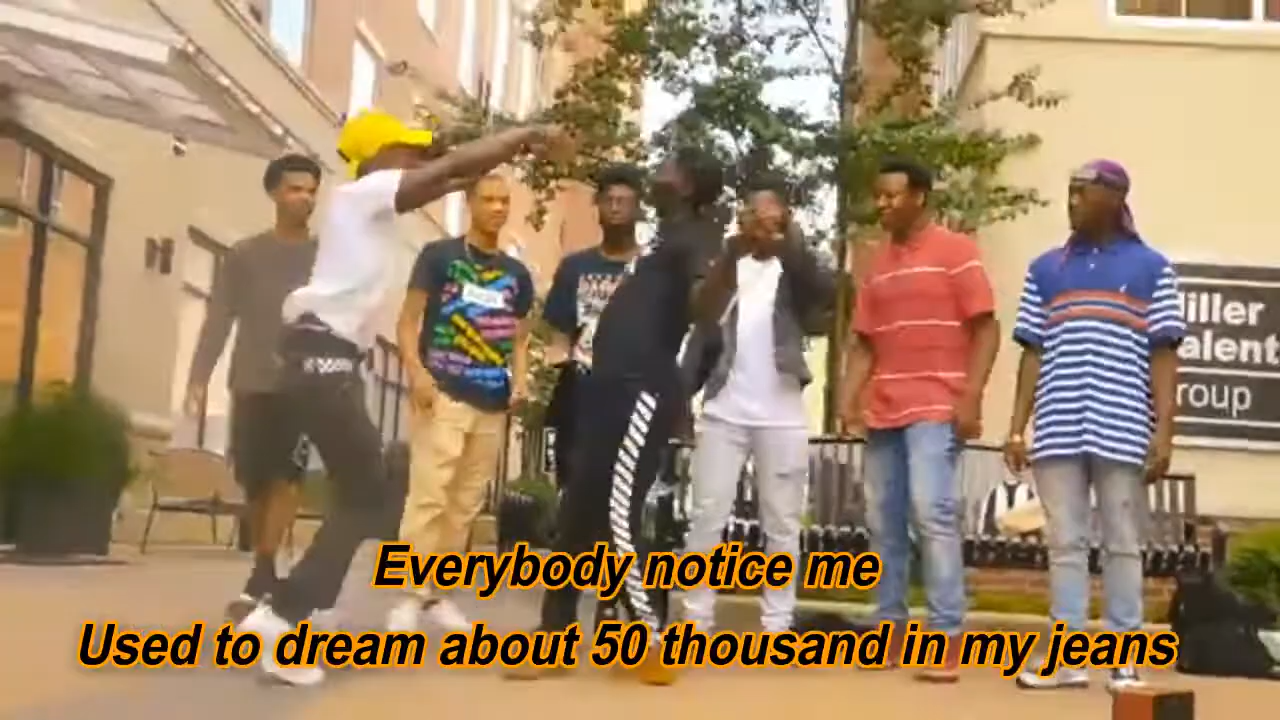 iller
alent
roup
Everybody notice me
Used to dream about 50 thousand in my jeans